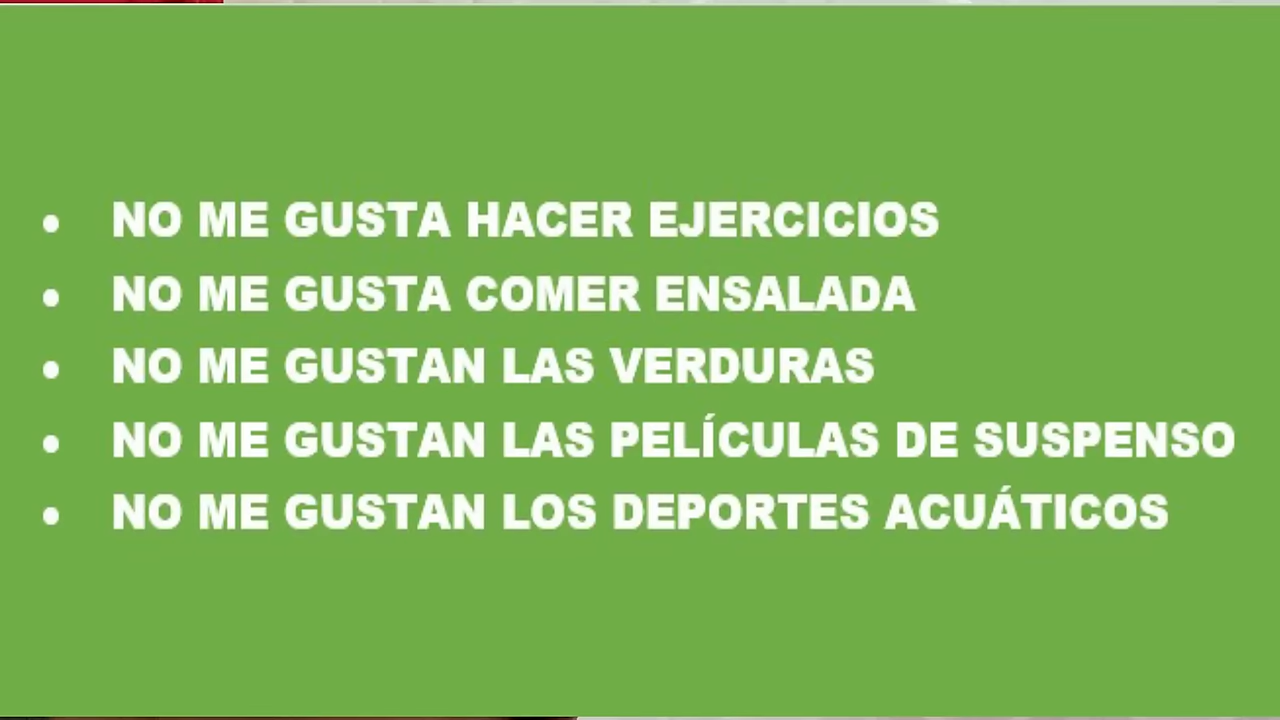 • NO ME GUSTA HACER EJERCICIOS
• NO ME GUSTA COMER ENSALADA
• NO ME GUSTAN LAS VERDURAS
• NO ME GUSTAN LAS PELÍCULAS DE SUSPENSO
• NO ME GUSTAN LOS DEPORTES ACUÁTICOS